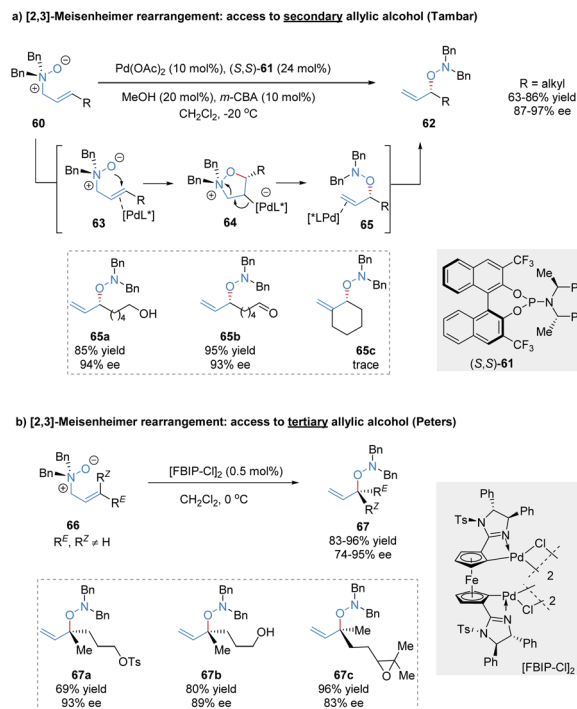 a) [2,3]-Meisenheimer rearrangement: access to secondary allylic alcohol (Tambar)
Bn
Bn
N
O
⊖
⊕
R
60
Pd(OAc)2 (10 mol%), (S,S)-61 (24 mol%)
MeOH (20 mol%), m-CBA (10 mol%)
CH2Cl2, -20 °C
Bn
N
Bn
O
R
62
R = alkyl
63-86% yield
87-97% ee
Bn
Bn
N
O
⊖
⊕
R
[PdL*]
63
Bn
Bn
N
O
R
⊕
⊖
[PdL*]
64
Bn
N
Bn
O
[*LPd]
R
65
Bn
N
Bn
O
( )4
OH
65a
85% yield
94% ee
Bn
N
Bn
O
( )4
O
65b
95% yield
93% ee
Bn
N
Bn
O
65c
trace
CF3
O
P
N
O
CF3
Me
P
Me
P
(S,S)-61
b) [2,3]-Meisenheimer rearrangement: access to tertiary allylic alcohol (Peters)
Bn
Bn
N
O
⊖
⊕
RZ
RE
66
RE, RZ ≠ H
[FBIP-Cl]2 (0.5 mol%)
CH2Cl2, 0 °C
Bn
N
Bn
O
RE
RZ
67
83-96% yield
74-95% ee
Bn
N
Bn
O
Me
OTs
67a
69% yield
93% ee
Bn
N
Bn
O
Me
OH
67b
80% yield
89% ee
Bn
N
Bn
O
Me
Me
O
Me
67c
96% yield
83% ee
Ph
Ph
Ts
N
N
Cl
Pd
2
Fe
Pd
Cl
2
N
Ts
N
Ph
Ph
[FBIP-Cl]2